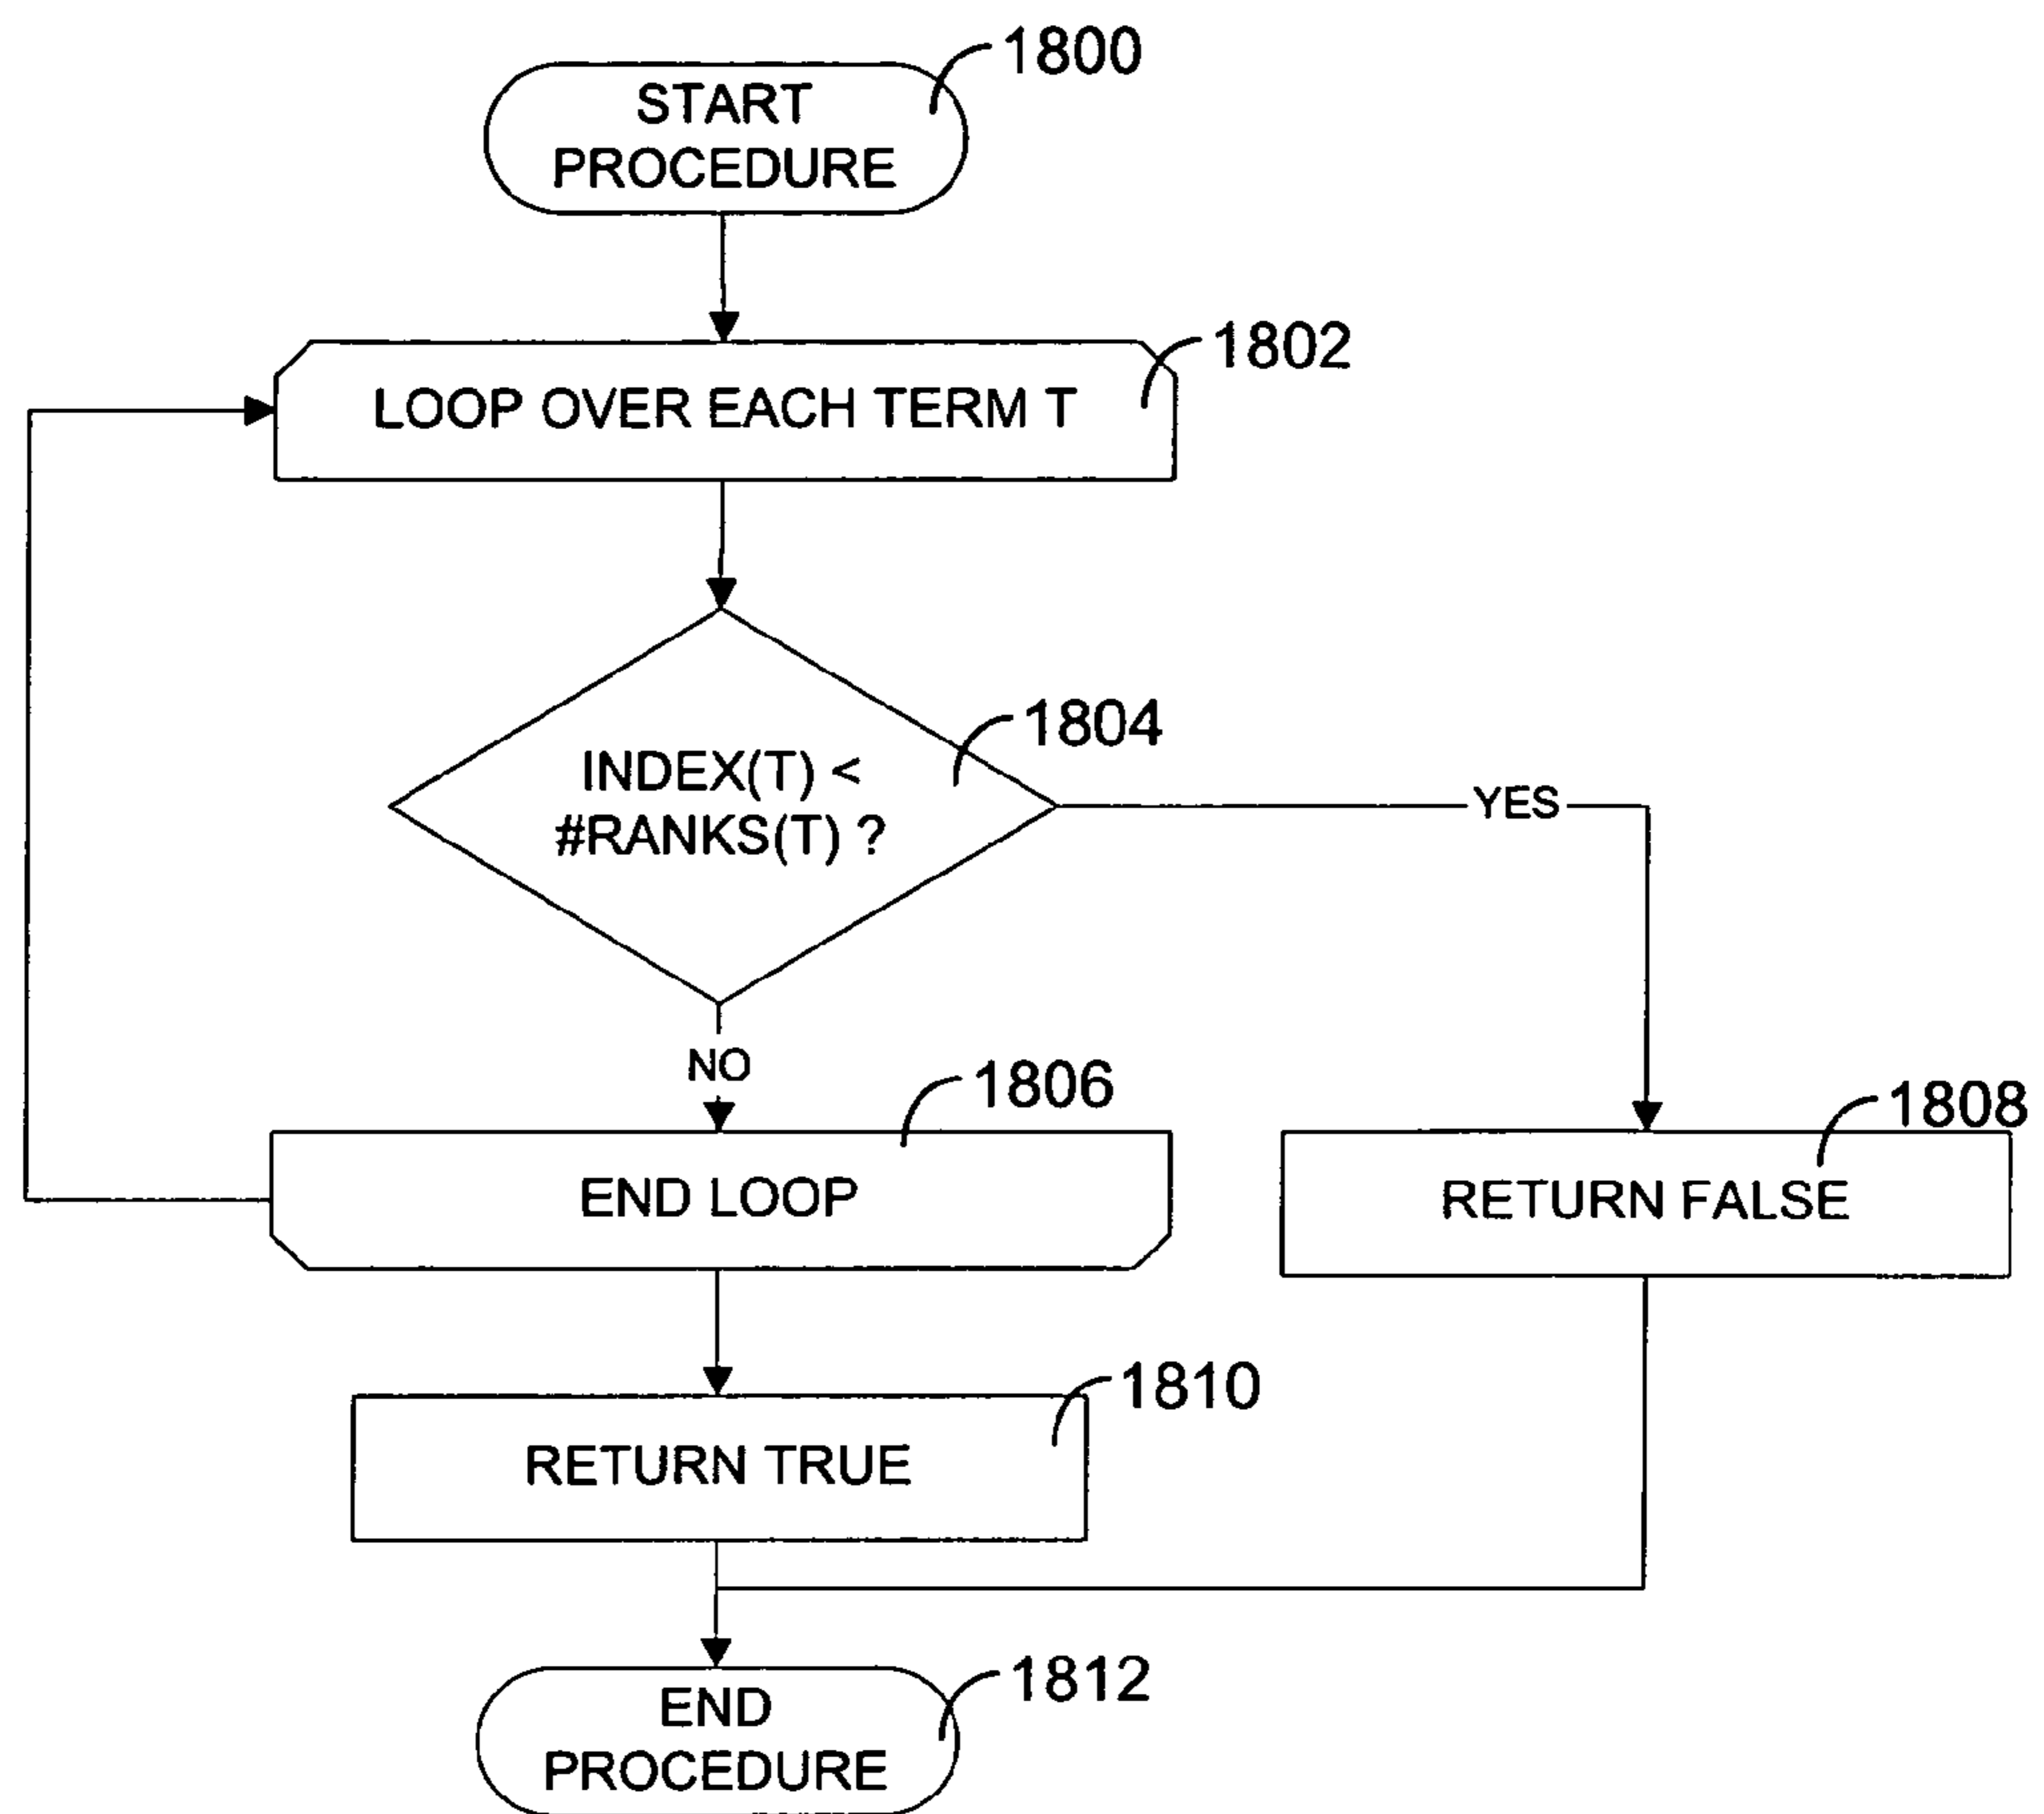 1800
START
PROCEDURE
1802
LOOP OVER EACH TERM T
1804
INDEX(T) <
#RANKS(T) ?
YES
NO
1806
1808
END LOOP
RETURN FALSE
1810
RETURN TRUE
1812
END
PROCEDURE